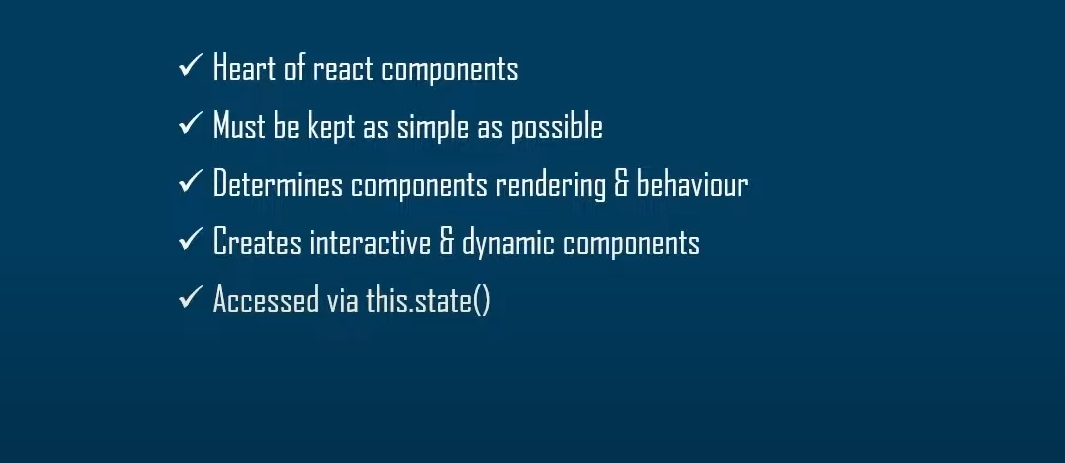 ✓ Heart of react components
✓ Must be kept as simple as possible
✓ Determines components rendering & behaviour
✓ Creates interactive & dynamic components
✓ Accessed via this.state()